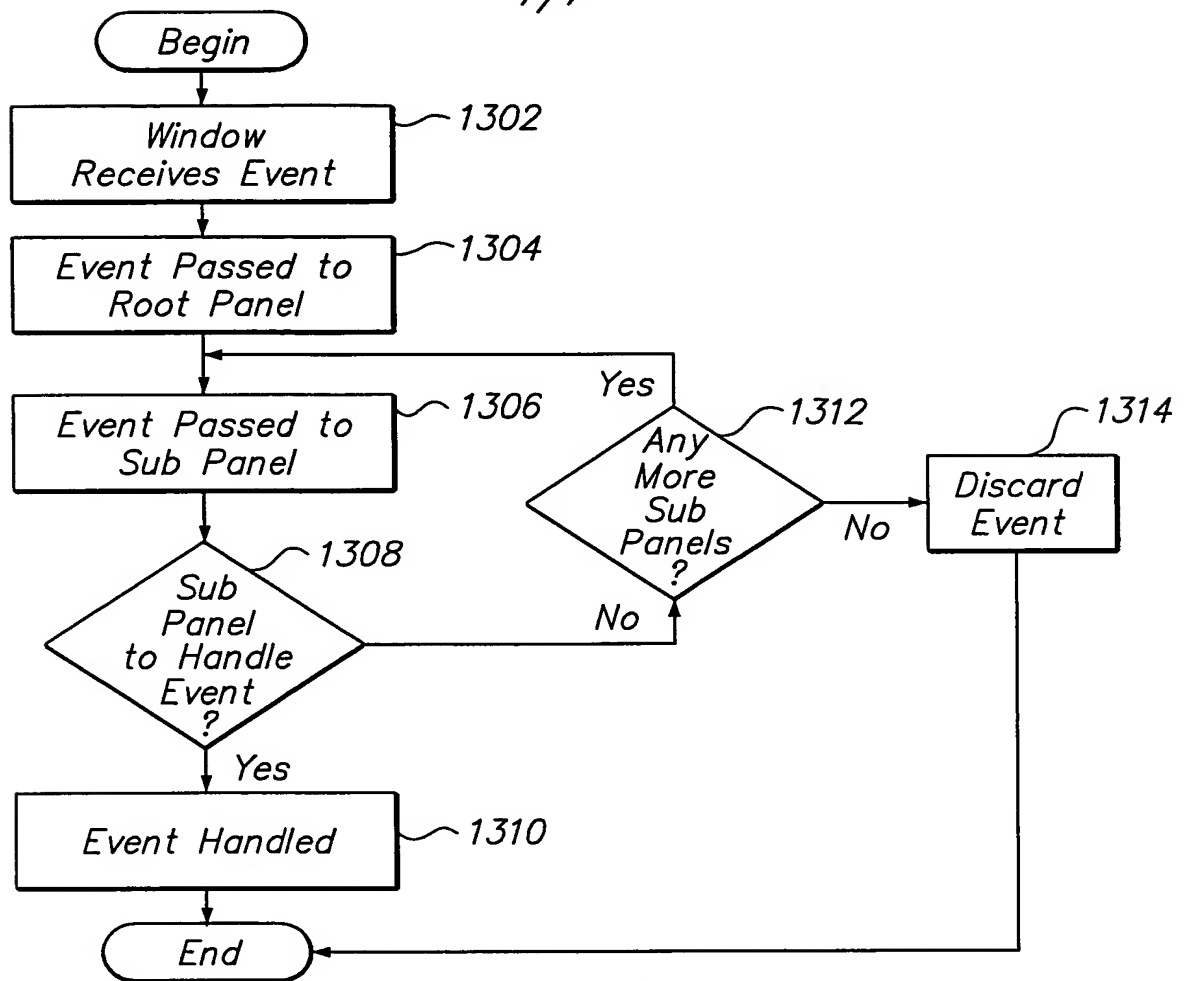 Begin
1302
Window
Receives Event
1304
Event Passed to
Root Panel
Yes
1306
Event Passed to
Sub Panel
1312
Any
More
Sub
Panels
?
1314
Discard
Event
No
1308
Sub
Panel
to Handle
Event
?
No
Yes
Event Handled
1310
End